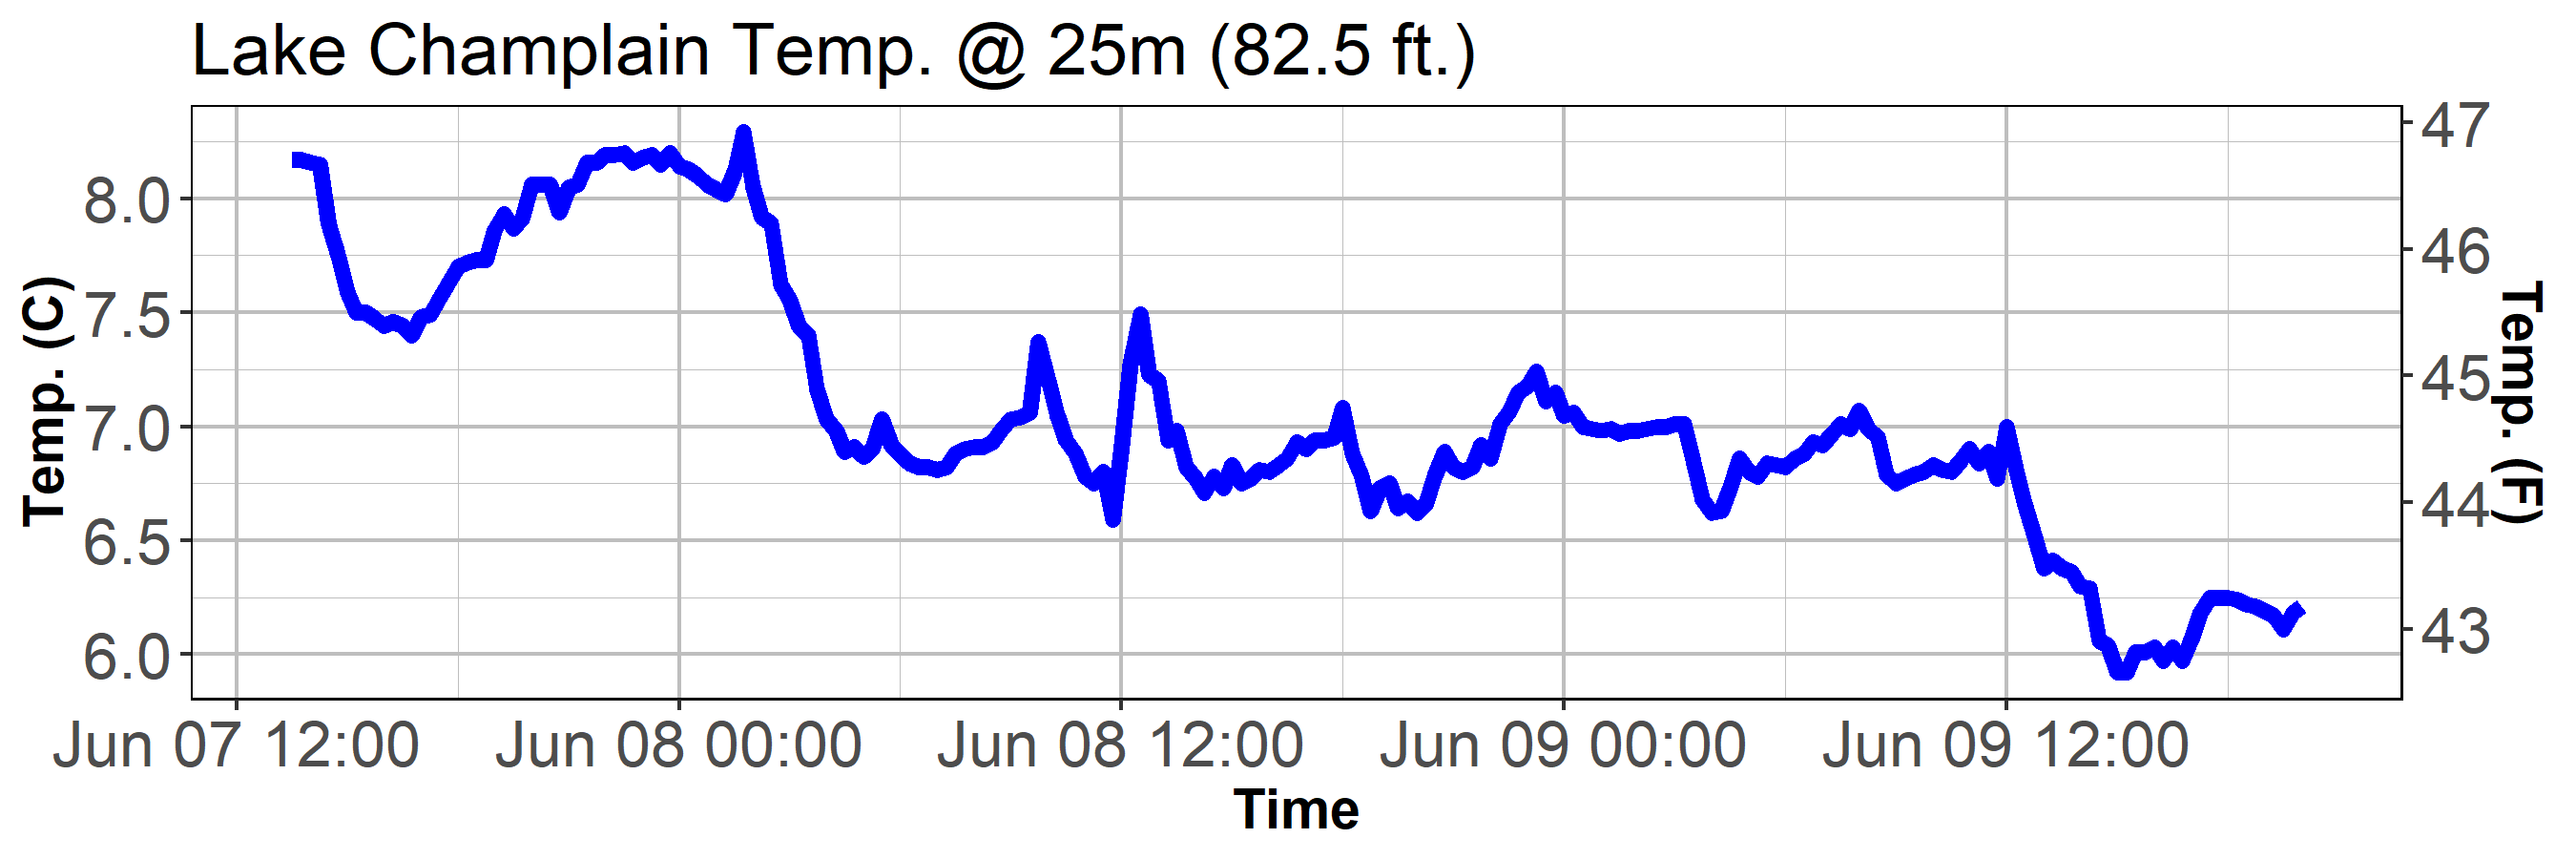 Lake Champlain Temp. @ 25m (82.5 ft.)
Temp. (C)
8.0
7.5
7.0
6.5
6.0
47
46
45
44
43
Temp. (F)
Jun 07 12:00 Jun 08 00:00 Jun 08 12:00 Jun 09 00:00 Jun 09 12:00
Time